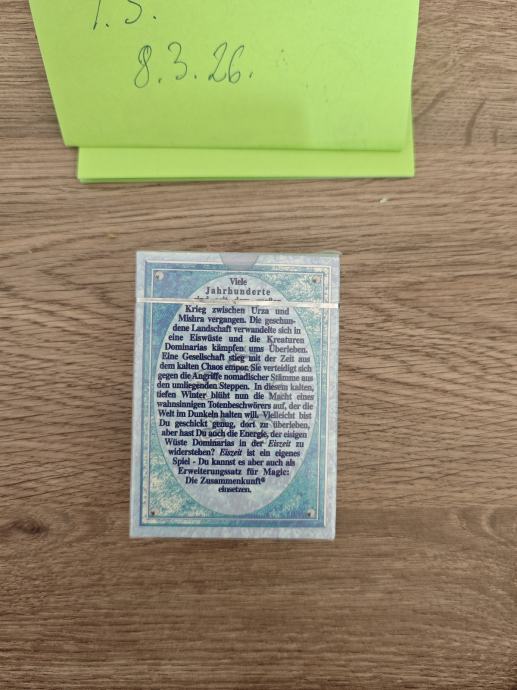 T. S.
8.3.26.
Viele
Jahrhunderte
sind seit dem großen
Krieg zwischen Urza und
Mishra vergangen. Die geschun-
dene Landschaft verwandelte sich in
eine Eiswüste und die Kreaturen
Dominarias kämpfen ums Überleben.
Eine Gesellschaft stieg mit der Zeit aus
dem kalten Chaos empor. Sie verteidigt sich
gegen die Angriffe nomadischer Stämme aus
den umliegenden Steppen. In diesem kalten,
tiefen Winter blüht nun die Macht eines
wahnsinnigen Totenbeschwörers auf, der die
Welt im Dunkeln halten will. Vielleicht bist
Du geschickt genug, dort zu überleben,
aber hast Du auch die Energie, der eisigen
Wüste Dominarias in der Eiszeit zu
widerstehen? Eiszeit ist ein eigenes
Spiel - Du kannst es aber auch als
Erweiterungssatz für Magic:
Die Zusammenkunft®
einsetzen.